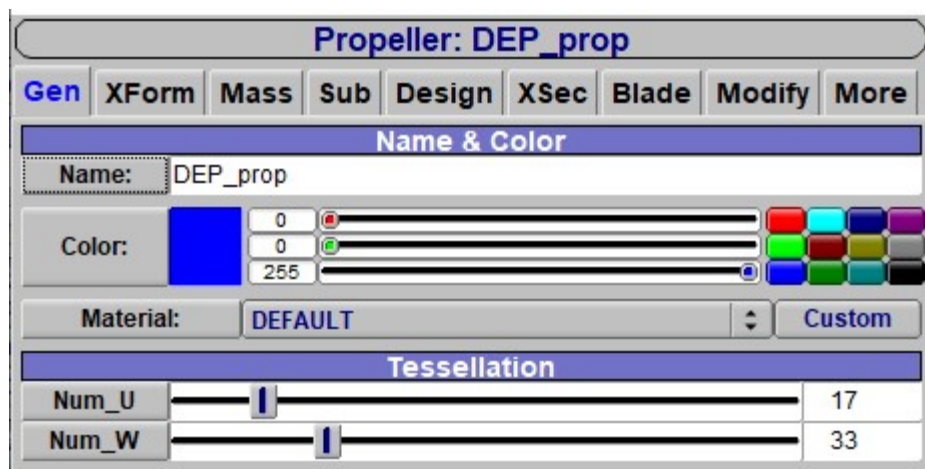 Propeller: DEP_prop
Gen XForm Mass Sub Design XSec Blade Modify More
Name & Color
Name: DEP_prop
Color: 0
0
255
Material: DEFAULT Custom
Tessellation
Num_U 17
Num_W 33